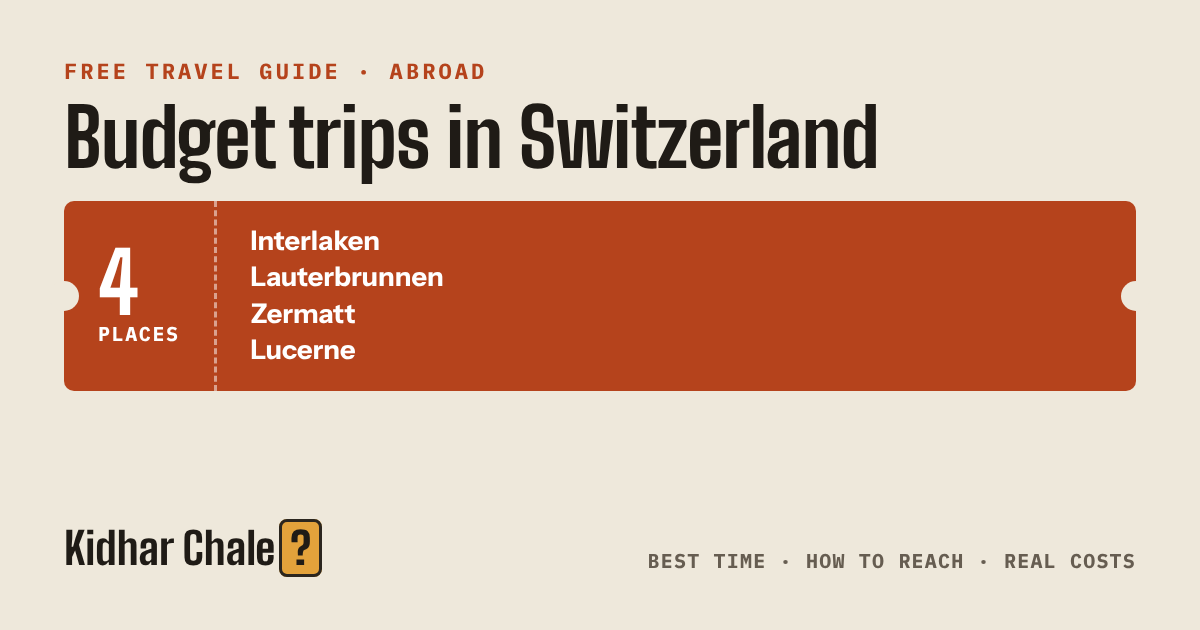 FREE TRAVEL GUIDE · ABROAD
Budget trips in Switzerland
4
PLACES
Interlaken
Lauterbrunnen
Zermatt
Lucerne
Kidhar Chale ?
BEST TIME · HOW TO REACH · REAL COSTS